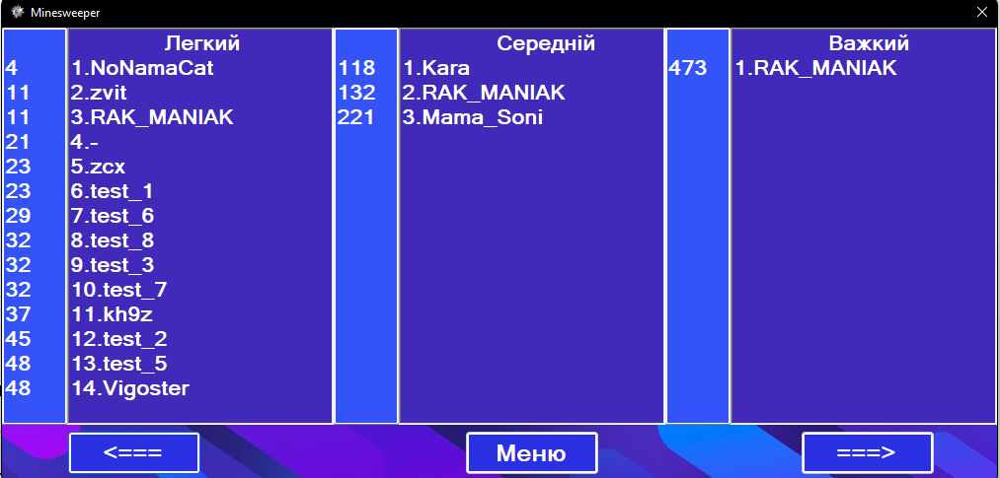 Minesweeper
Легкий
4 1.NoNamaCat
11 2.zvit
11 3.RAK_MANIAK
21 4.-
23 5.zcx
23 6.test_1
29 7.test_6
32 8.test_8
32 9.test_3
32 10.test_7
37 11.kh9z
45 12.test_2
48 13.test_5
48 14.Vigoster
Середній
118 1.Kara
132 2.RAK_MANIAK
221 3.Mama_Soni
Важкий
473 1.RAK_MANIAK
<===
Меню
===>